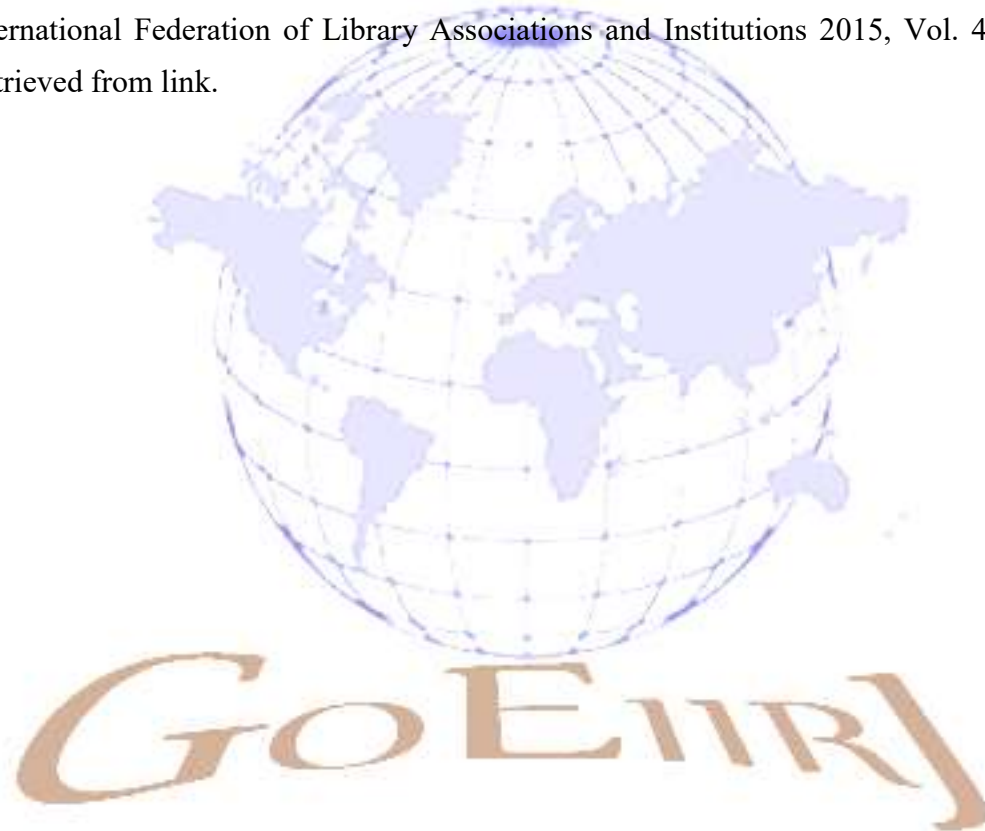 ernational Federation of Library Associations and Institutions 2015, Vol. 4
trieved from link.
GOEIIRJ